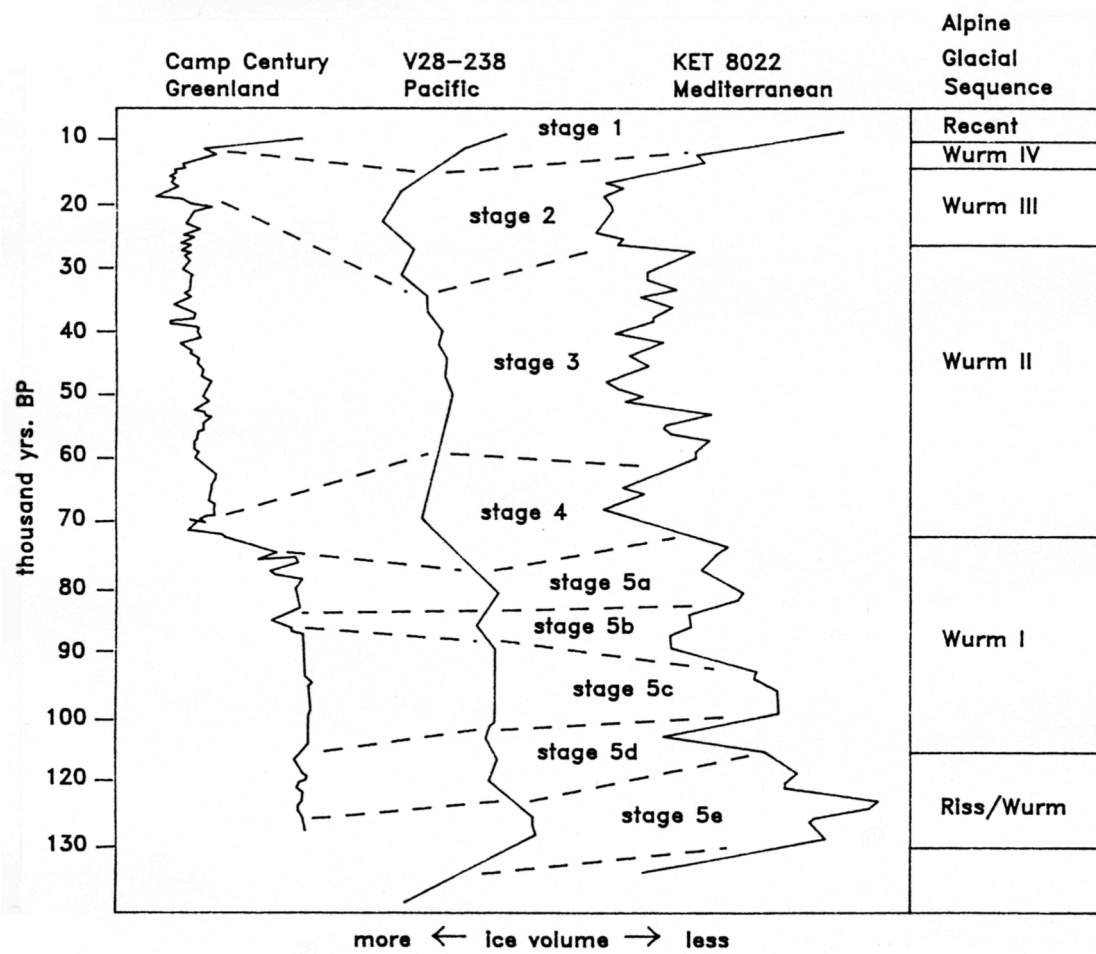 Camp Century
Greenland
V28-238
Pacific
KET 8022
Mediterranean
Alpine
Glacial
Sequence
thousand yrs. BP
10
20
30
40
50
60
70
80
90
100
120
130
stage 1
stage 2
stage 3
stage 4
stage 5a
stage 5b
stage 5c
stage 5d
stage 5e
Recent
Wurm IV
Wurm III
Wurm II
Wurm I
Riss/Wurm
more ← ice volume → less